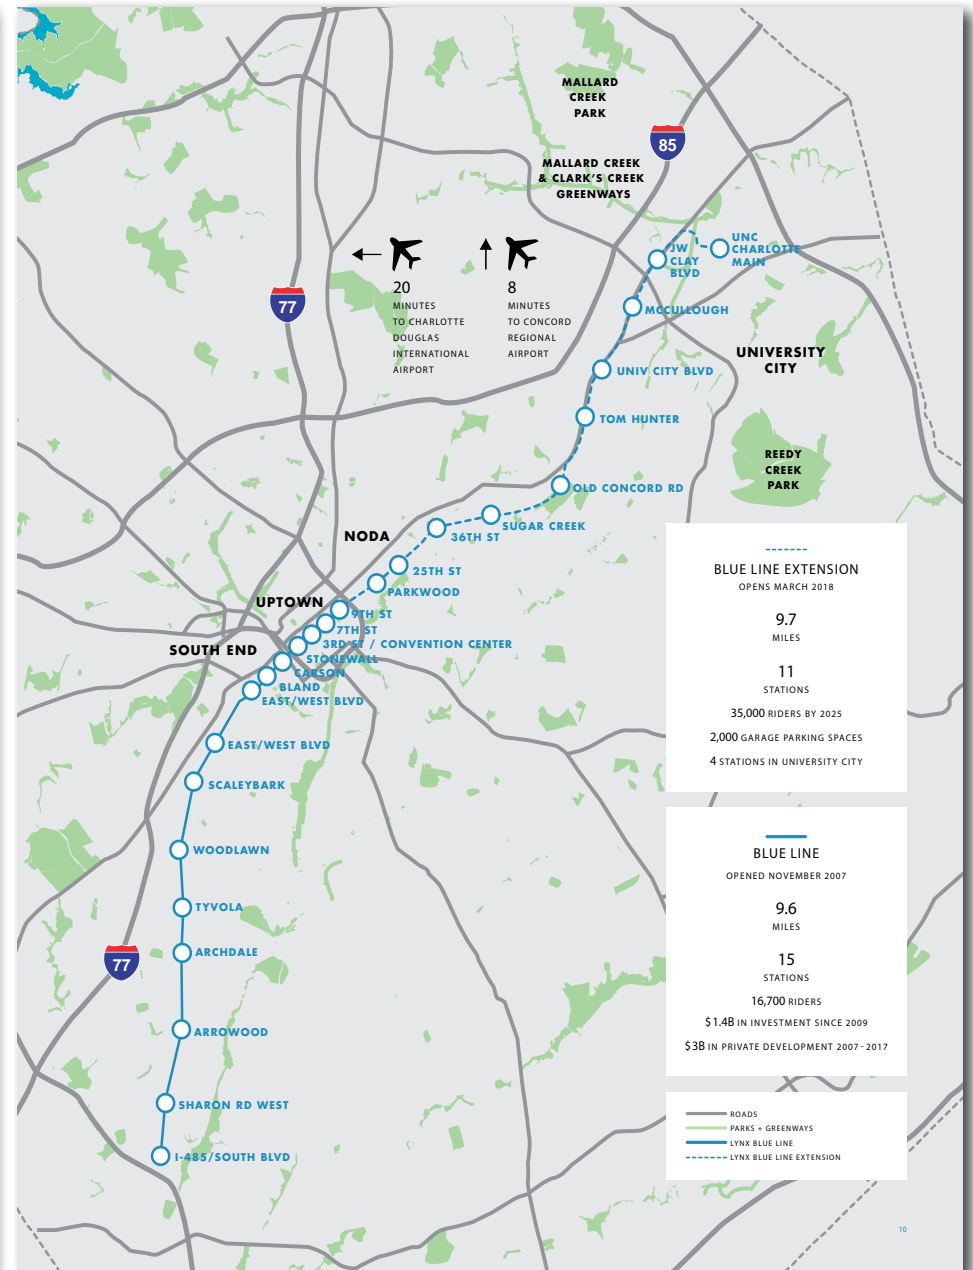 MALLARD
CREEK
PARK
85
MALLARD CREEK
& CLARK'S CREEK
GREENWAYS
UNC
CHARLOTTE
MAIN
JW
CLAY
BLVD
20
MINUTES
TO CHARLOTTE
DOUGLAS
INTERNATIONAL
AIRPORT
8
MINUTES
TO CONCORD
REGIONAL
AIRPORT
77
MCCULLOUGH
UNIVERSITY
CITY
UNIV CITY BLVD
TOM HUNTER
REEDY
CREEK
PARK
OLD CONCORD RD
SUGAR CREEK
NODA
36TH ST
25TH ST
PARKWOOD
UPTOWN
9TH ST
7TH ST
3RD ST / CONVENTION CENTER
SOUTH END
STONEWALL
CARSON
BLAND
EAST/WEST BLVD
EAST/WEST BLVD
SCALEYBARK
WOODLAWN
TYVOLA
ARCHDALE
77
ARROWOOD
SHARON RD WEST
I-485/SOUTH BLVD
BLUE LINE EXTENSION
OPENS MARCH 2018
9.7
MILES
11
STATIONS
35,000 RIDERS BY 2025
2,000 GARAGE PARKING SPACES
4 STATIONS IN UNIVERSITY CITY
BLUE LINE
OPENED NOVEMBER 2007
9.6
MILES
15
STATIONS
16,700 RIDERS
$1.4B IN INVESTMENT SINCE 2009
$3B IN PRIVATE DEVELOPMENT 2007 - 2017
ROADS
PARKS + GREENWAYS
LYNX BLUE LINE
LYNX BLUE LINE EXTENSION
10